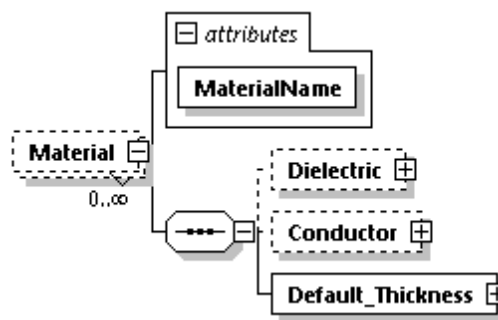 attributes
MaterialName
Material
0..∞
Dielectric
Conductor
Default_Thickness